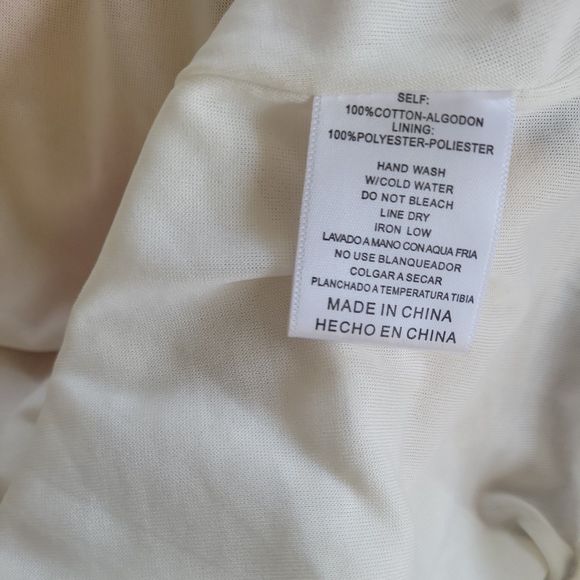 SELF:
100%COTTON-ALGODON
LINING:
100%POLYESTER-POLIESTER
HAND WASH
W/COLD WATER
DO NOT BLEACH
LINE DRY
IRON LOW
LAVADO A MANO CON AQUA FRIA
NO USE BLANQUEADOR
COLGAR A SECAR
PLANCHADO A TEMPERATURA TIBIA
MADE IN CHINA
HECHO EN CHINA